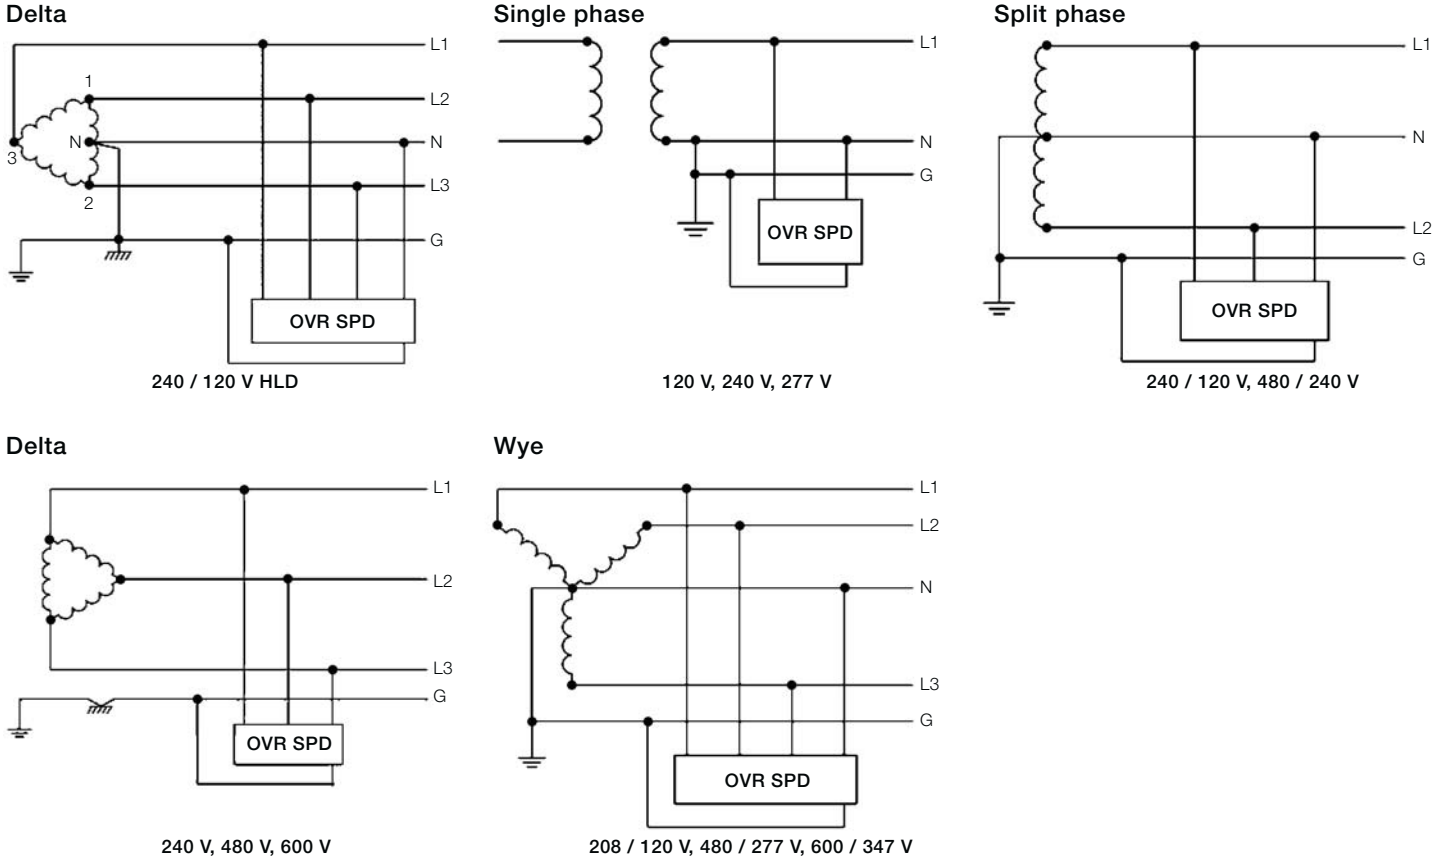 Delta
L1
1
L2
N
N
3
L3
2
G
OVR SPD
240 / 120 V HLD
Single phase
L1
N
G
OVR SPD
120 V, 240 V, 277 V
Split phase
L1
N
L2
G
OVR SPD
240 / 120 V, 480 / 240 V
Delta
L1
L2
L3
G
OVR SPD
240 V, 480 V, 600 V
Wye
L1
L2
N
L3
G
OVR SPD
208 / 120 V, 480 / 277 V, 600 / 347 V